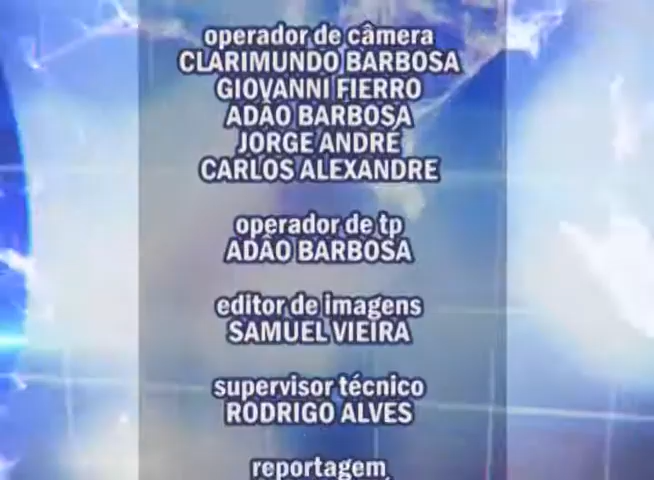 operador de câmera
CLARIMUNDO BARBOSA
GIOVANNI FIERRO
ADÃO BARBOSA
JORGE ANDRÉ
CARLOS ALEXANDRE
operador de tp
ADÃO BARBOSA
editor de imagens
SAMUEL VIEIRA
supervisor técnico
RODRIGO ALVES
reportagem